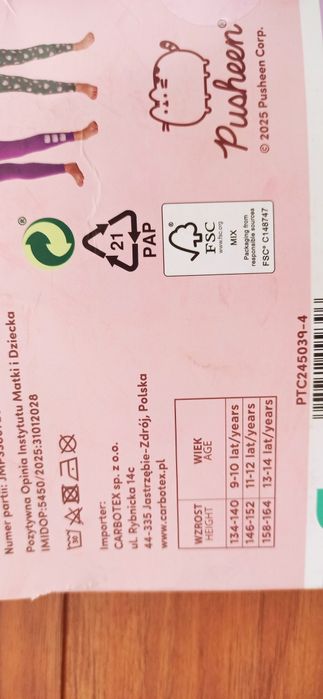 Pusheen®
© 2025 Pusheen Corp.
®
21
PAP
®
FSC
www.fsc.org
MIX
Packaging from
responsible sources
FSC® C148747
Numer partii:
Pozytywna Opinia Instytutu Matki i Dziecka
IMIDOP:5450/2025:31012028
30
Importer:
CARBOTEX sp. z o.o.
ul. Rybnicka 14c
44-335 Jastrzębie-Zdrój, Polska
www.carbotex.pl
WZROST WIEK
HEIGHT AGE
134-140 9-10 lat/years
146-152 11-12 lat/years
158-164 13-14 lat/years
PTC245039-4